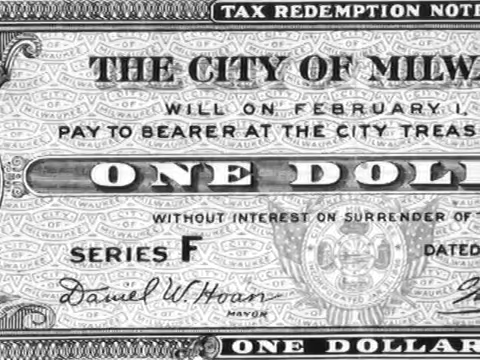 TAX REDEMPTION NOTE
THE CITY OF MILWA
WILL ON FEBRUARY 1,
PAY TO BEARER AT THE CITY TREAS
ONE DOLL
WITHOUT INTEREST ON SURRENDER OF T
SERIES F
DATED
Daniel W. Hoan
MAYOR
ONE DOLLAR